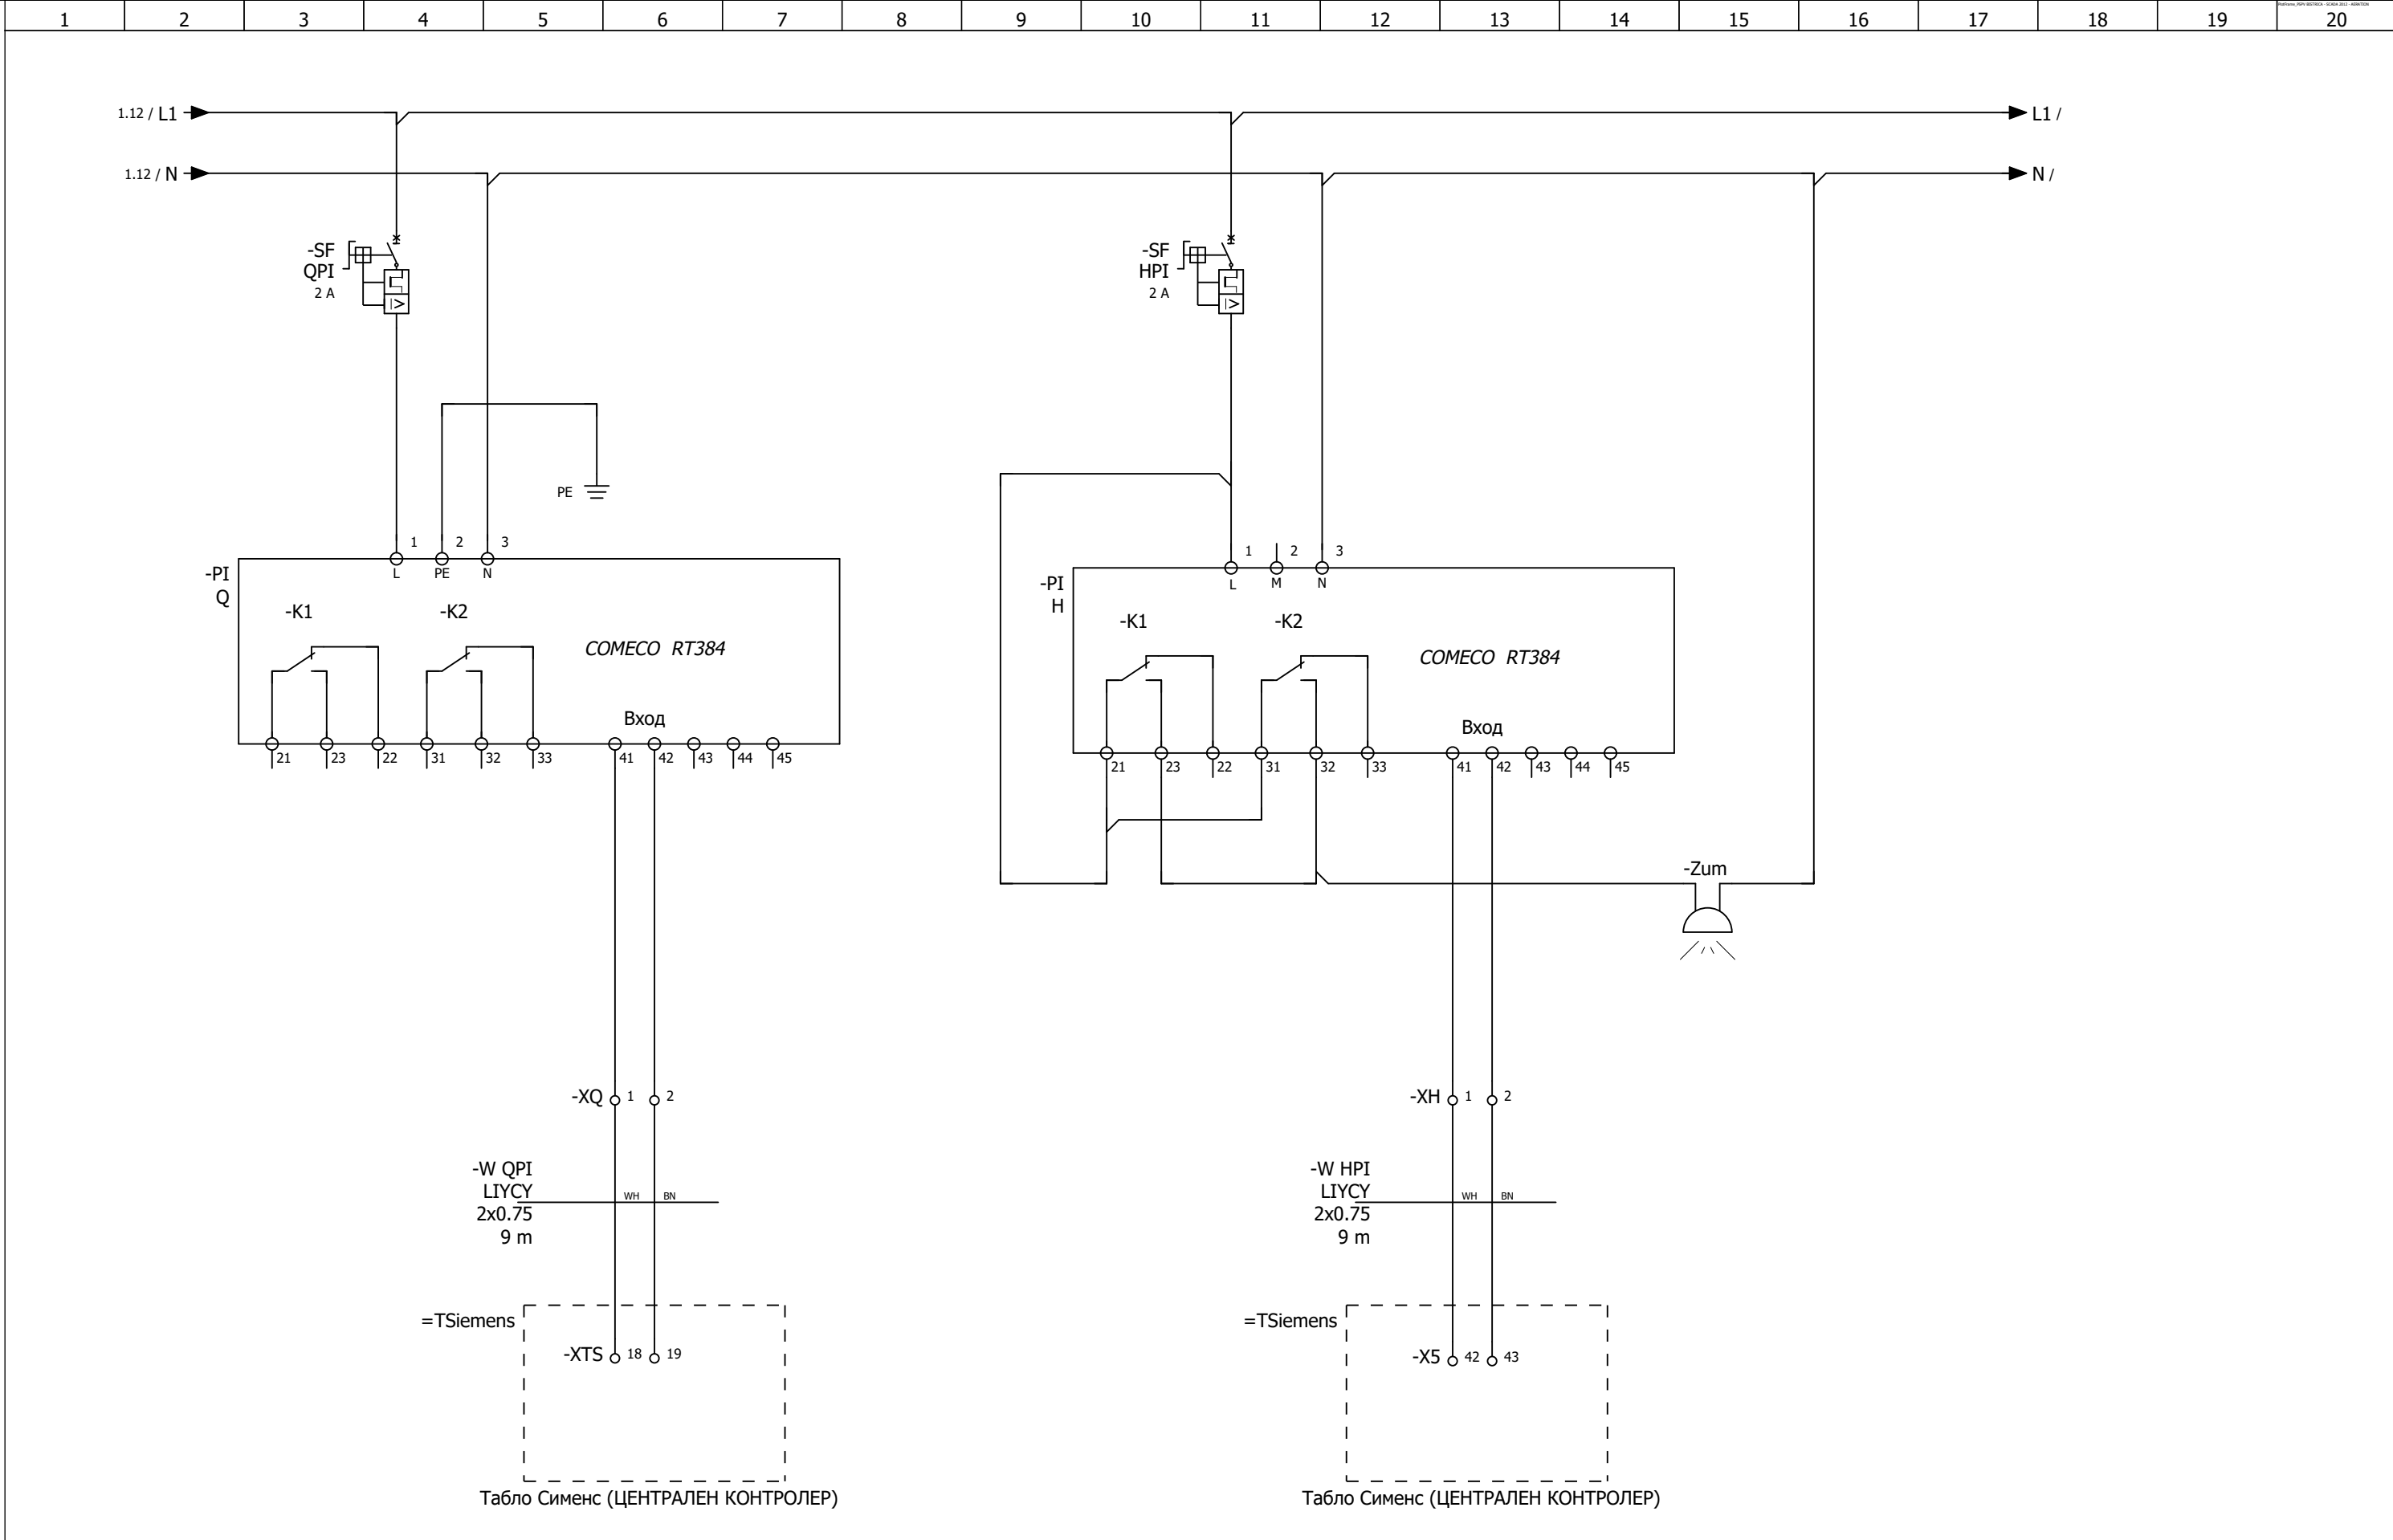 1 2 3 4 5 6 7 8 9 10 11 12 13 14 15 16 17 18 19 20
1.12 / L1
L1 /
1.12 / N
N /
-SF
QPI
2 A
-SF
HPI
2 A
PE
1 2 3
L PE N
-PI
Q
-K1 -K2
COMECO RT384
Вход
21 23 22 31 32 33 41 42 43 44 45
1 2 3
L M N
-PI
H
-K1 -K2
COMECO RT384
Вход
21 23 22 31 32 33 41 42 43 44 45
-Zum
-XQ 1 2
-XH 1 2
-W QPI
LIYCY
2x0.75
9 m
WH BN
-W HPI
LIYCY
2x0.75
9 m
WH BN
=TSiemens
-XTS 18 19
Табло Сименс (ЦЕНТРАЛЕН КОНТРОЛЕР)
=TSiemens
-X5 42 43
Табло Сименс (ЦЕНТРАЛЕН КОНТРОЛЕР)